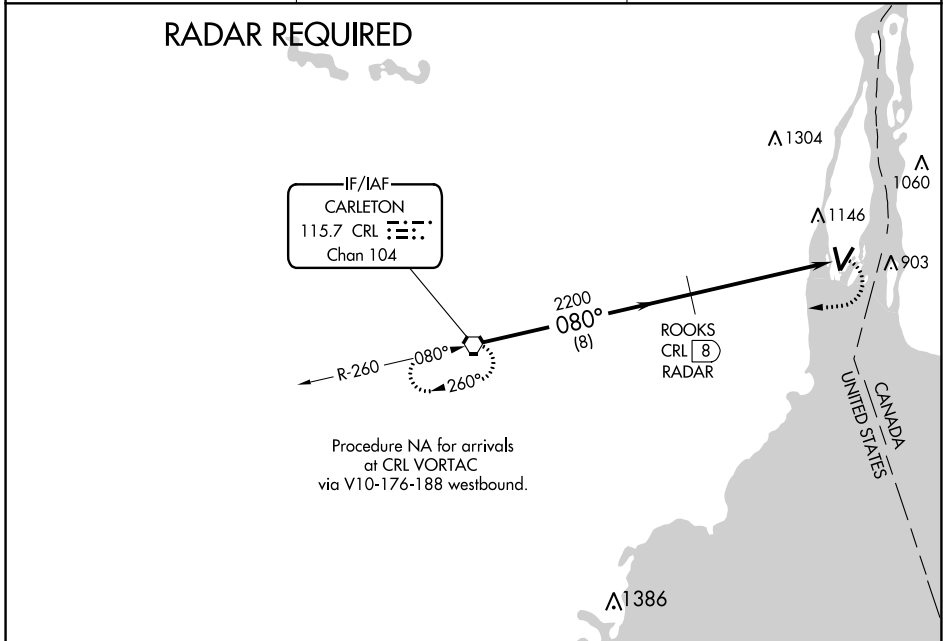 RADAR REQUIRED
1304
1060
IF/IAF
CARLETON
115.7 CRL
Chan 104
1146
903
2200
080°
(8)
ROOKS
CRL 8
RADAR
R-260
080°
260°
CANADA
UNITED STATES
Procedure NA for arrivals
at CRL VORTAC
via V10-176-188 westbound.
1386